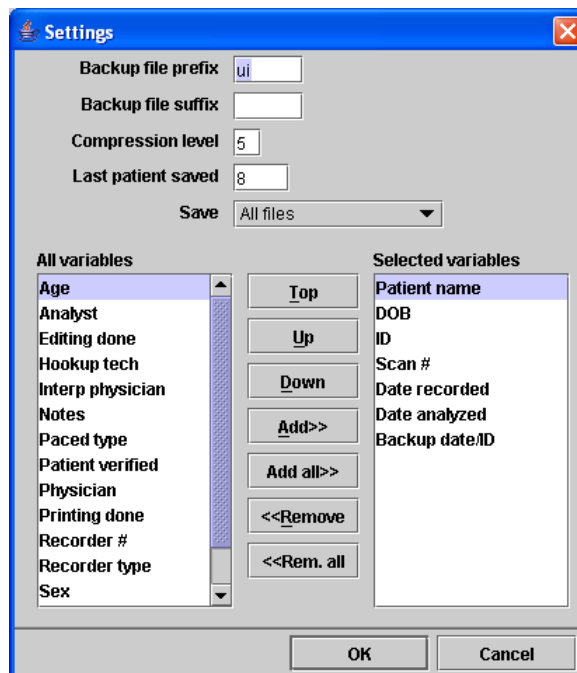 Settings
Backup file prefix ui
Backup file suffix
Compression level 5
Last patient saved 8
Save All files
All variables
Age
Analyst
Editing done
Hookup tech
Interp physician
Notes
Paced type
Patient verified
Physician
Printing done
Recorder #
Recorder type
Sex
Top
Up
Down
Add>>
Add all>>
<<Remove
<<Rem. all
Selected variables
Patient name
DOB
ID
Scan #
Date recorded
Date analyzed
Backup date/ID
OK
Cancel